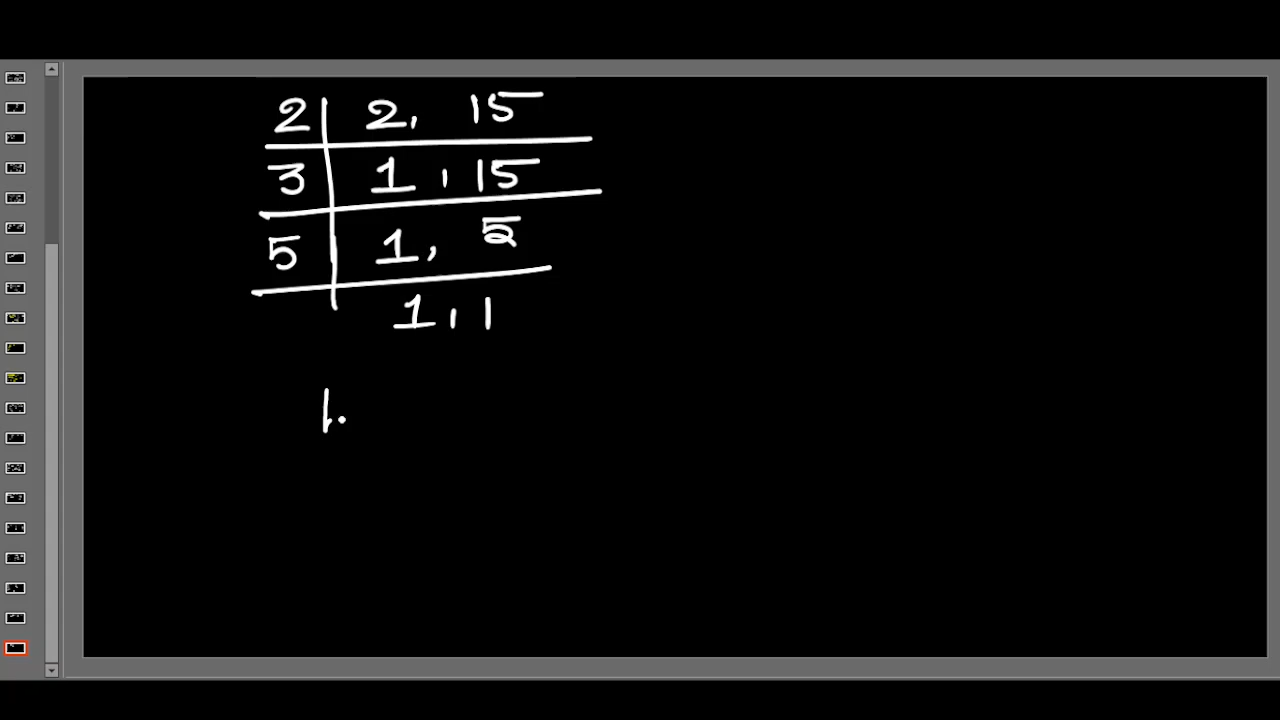 2 | 2, 15
3 | 1, 15
5 | 1, 5
1, 1